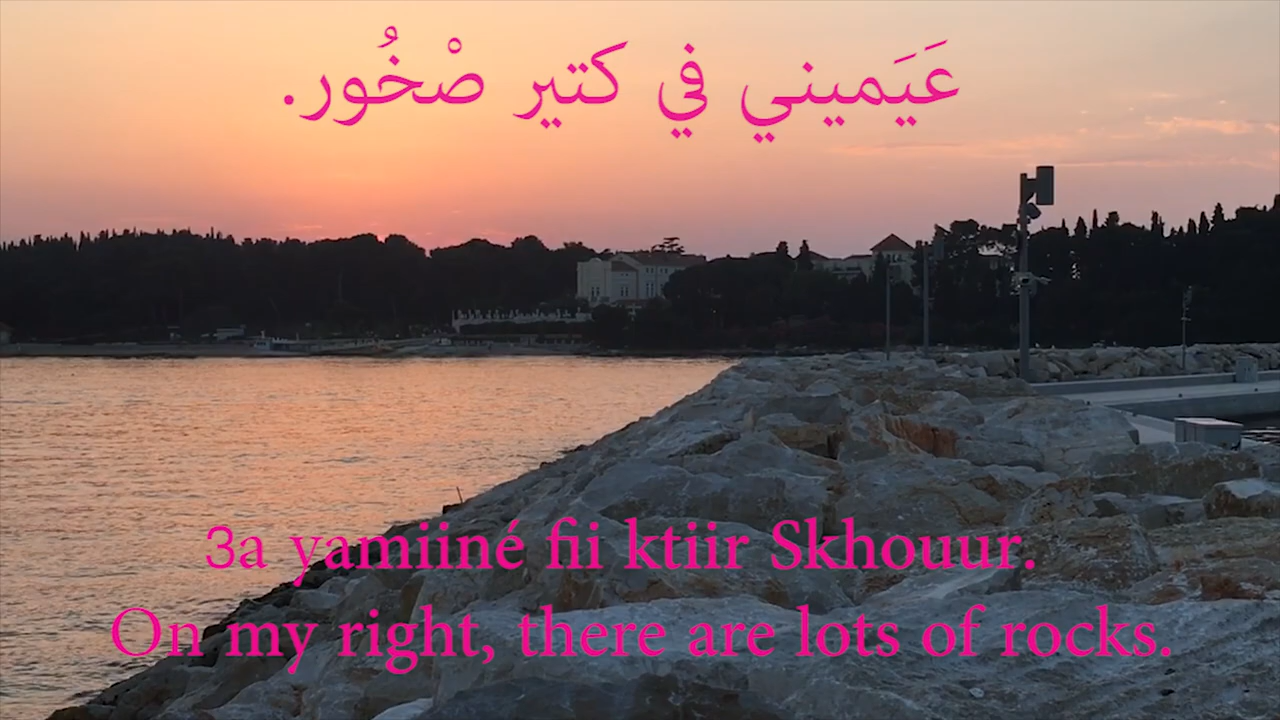 عَيَميني في كتير صْخُور.
3a yamiiné fii ktiir Skhouur.
On my right, there are lots of rocks.